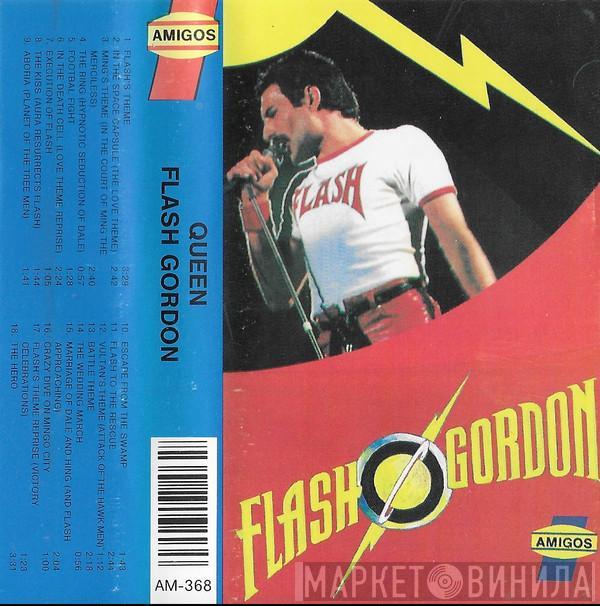 AMIGOS
1. FLASH'S THEME 3:29
2. IN THE SPACE CAPSULE (THE LOVE THEME) 2:42
3. MING'S THEME (IN THE COURT OF MING THE
MERCILESS) 2:40
4. THE RING (HYPNOTIC SEDUCTION OF DALE) 0:57
5. FOOTBAL FIGHT 1:28
6. IN THE DEATH CELL (LOVE THEME REPRISE) 2:24
7. EXECUTION OF FLASH 1:05
8. THE KISS (AURA RESURRECTS FLASH) 1:44
9. ABORIA (PLANET OF THE TREE MEN) 1:41
10. ESCAPE FROM THE SWAMP 1:43
11. FLASH TO THE RESCUE 2:44
12. VULTAN'S THEME (ATTACK OF THE HAWK MEN) 1:12
13. BATTLE THEME 2:18
14. THE WEDDING MARCH 0:56
15. MARRIAGE OF DALE AND HING (AND FLASH
APPROACHING) 2:04
16. CRAZY DIVE ON MINGO CITY 1:00
17. FLASH'S THEME REPRISE (VICTORY
CELEBRATIONS) 1:23
18. THE HERO 3:31
QUEEN
FLASH GORDON
AM-368
FLASH
FLASH GORDON
AMIGOS
МАРКЕТ ВИНИЛА